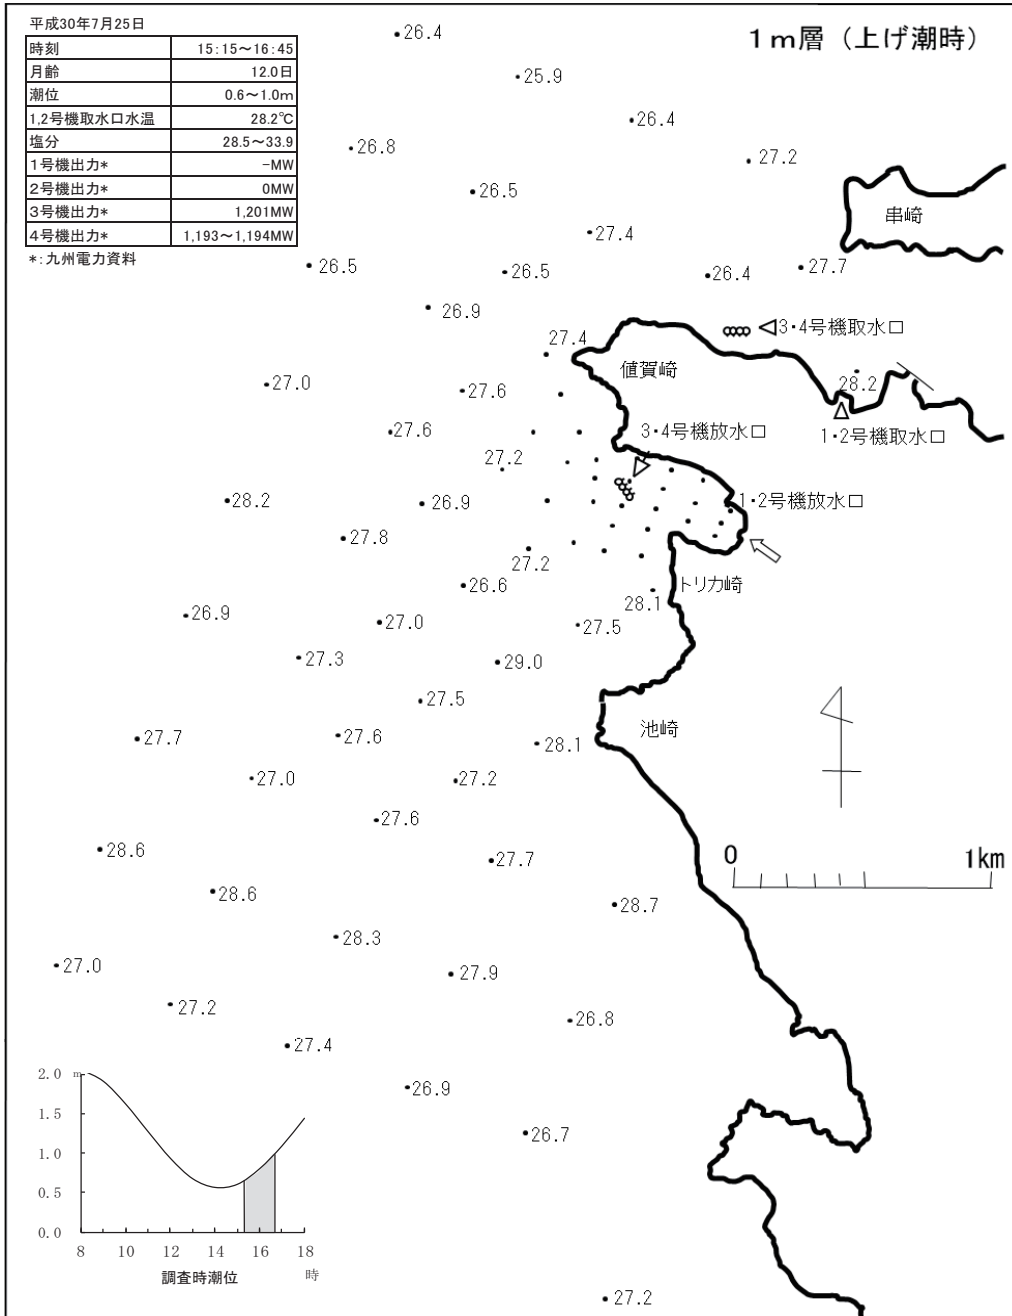 平成30年7月25日
1m層（上げ潮時）
時刻 15:15～16:45
月齢 12.0日
潮位 0.6～1.0m
1,2号機取水口水温 28.2℃
塩分 28.5～33.9
1号機出力* -MW
2号機出力* 0MW
3号機出力* 1,201MW
4号機出力* 1,193～1,194MW
*:九州電力資料
26.4
25.9
26.4
26.8
27.2
26.5
串崎
27.4
26.5
26.5
26.4
27.7
26.9
3・4号機取水口
27.4
値賀崎
27.0
27.6
28.2
27.6
3・4号機放水口
1・2号機取水口
27.2
28.2
26.9
1・2号機放水口
27.8
27.2
26.6
トリカ崎
28.1
26.9
27.0
27.5
27.3
29.0
27.5
池崎
27.7
27.6
28.1
27.0
27.2
27.6
28.6
27.7
0 1km
28.6
28.7
28.3
27.0
27.9
27.2
26.8
27.4
26.9
26.7
27.2
2.0 m
1.5
1.0
0.5
0.0
8 10 12 14 16 18
調査時潮位 時